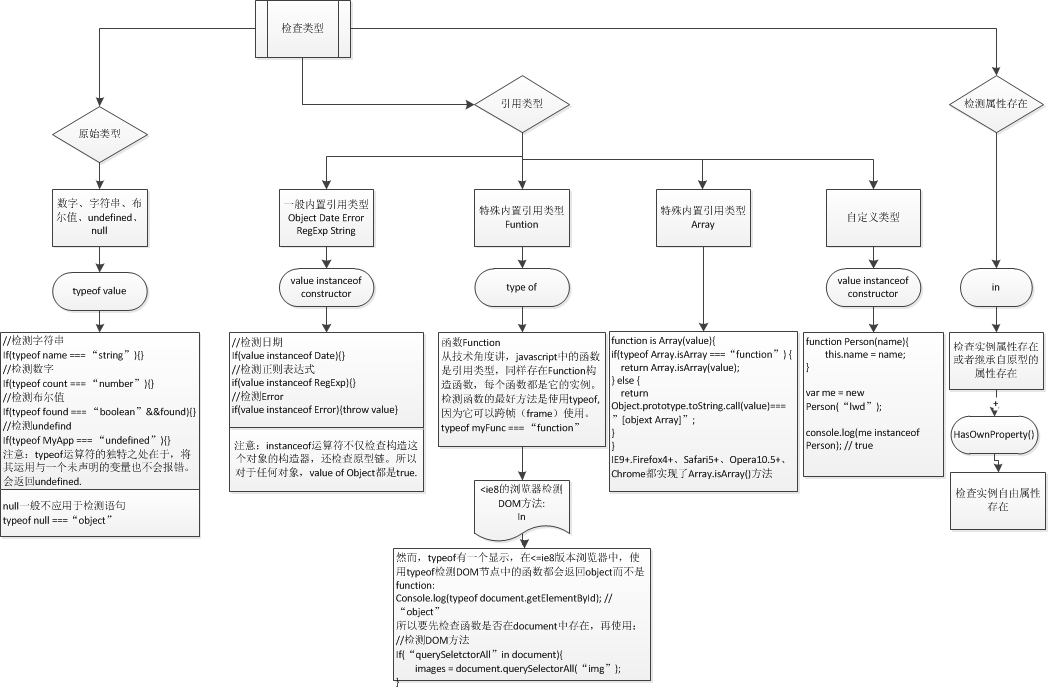 检查类型
原始类型
引用类型
检测属性存在
数字、字符串、布
尔值、undefined、
null
一般内置引用类型
Object Date Error
RegExp String
特殊内置引用类型
Funtion
特殊内置引用类型
Array
自定义类型
typeof value
value instanceof
constructor
type of
value instanceof
constructor
in
//检测字符串
If(typeof name ===“string”){}
//检测数字
If(typeof count ===“number”){}
//检测布尔值
If(typeof found ===“boolean”&&found){}
//检测undefind
If(typeof MyApp ===“undefined”){}
注意：typeof运算符的独特之处在于，将
其运用与一个未声明的变量也不会报错。
会返回undefined.
null一般不应用于检测语句
typeof null ===“object”
//检测日期
If(value instanceof Date){}
//检测正则表达式
if(value instanceof RegExp){}
//检测Error
if(value instanceof Error){throw value}
注意：instanceof运算符不仅检查构造这
个对象的构造器，还检查原型链。所以
对于任何对象，value of Object都是true.
函数Function
从技术角度讲，javascript中的函数
是引用类型，同样存在Function构
造函数，每个函数都是它的实例。
检测函数的最好方法是使用typeof,
因为它可以跨帧（frame）使用。
typeof myFunc ===“function”
<ie8的浏览器检测
DOM方法:
In
然而，typeof有一个显示，在<=ie8版本浏览器中，使
用typeof检测DOM节点中的函数都会返回object而不是
function:
Console.log(typeof document.getElementById); //
“object”
所以要先检查函数是否在document中存在，再使用：
//检测DOM方法
If(“querySeletctorAll”in document){
images = document.querySelectorAll(“img”);
}
function is Array(value){
if(typeof Array.isArray ===“function”) {
return Array.isArray(value);
} else {
return
Object.prototype.toString.call(value)===
”[objext Array]”;
}
}
IE9+.Firefox4+、Safari5+、Opera10.5+、
Chrome都实现了Array.isArray()方法
function Person(name){
this.name = name;
}
var me = new
Person(“lwd”);
console.log(me instanceof
Person); // true
检查实例属性存在
或者继承自原型的
属性存在
+
HasOwnProperty()
检查实例自由属性
存在